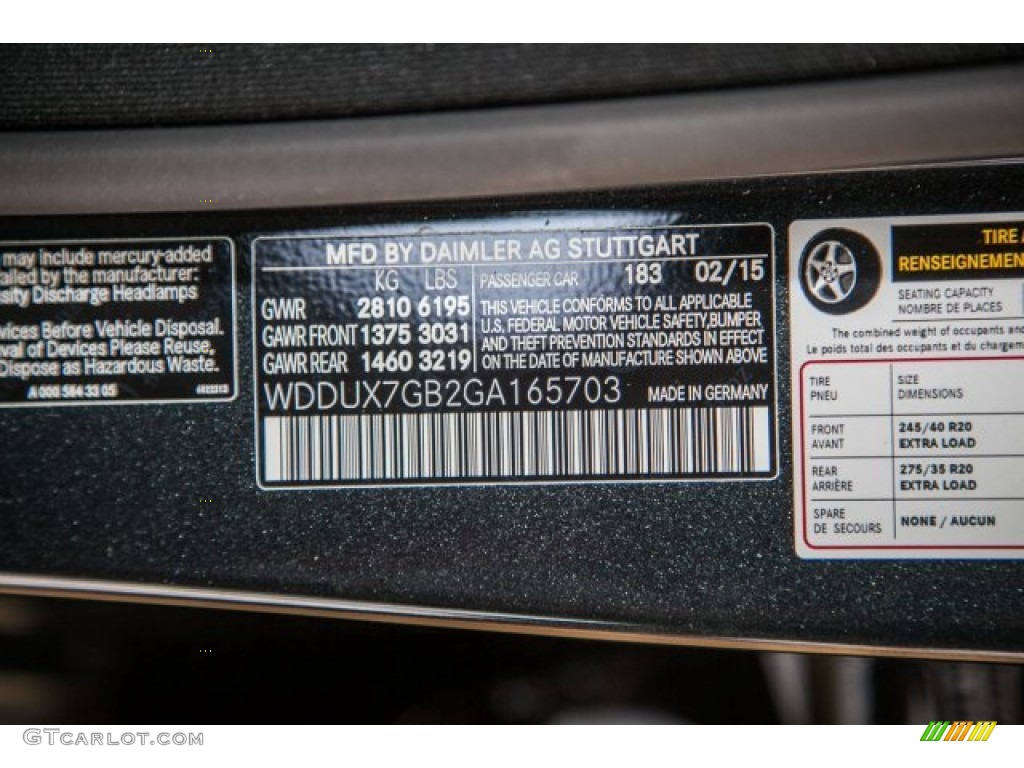 may include mercury-added
by the manufacturer:
Discharge Headlamps
Before Vehicle Disposal.
of Devices Please Reuse,
Dispose as Hazardous Waste.
A 000 584 33 05
MFD BY DAIMLER AG STUTTGART
KG LBS PASSENGER CAR 183 02/15
GVWR 2810 6195
GAWR FRONT 1375 3031
GAWR REAR 1460 3219
THIS VEHICLE CONFORMS TO ALL APPLICABLE
U.S. FEDERAL MOTOR VEHICLE SAFETY, BUMPER
AND THEFT PREVENTION STANDARDS IN EFFECT
ON THE DATE OF MANUFACTURE SHOWN ABOVE
WDDUX7GB2GA165703 MADE IN GERMANY
TIRE
RENSEIGNEMEN
SEATING CAPACITY
NOMBRE DE PLACES
The combined weight of occupants and
Le poids total des occupants et du chargem
TIRE
PNEU
SIZE
DIMENSIONS
FRONT
AVANT
245/40 R20
EXTRA LOAD
REAR
ARRIÈRE
275/35 R20
EXTRA LOAD
SPARE
DE SECOURS
NONE / AUCUN
GTCARLOT.COM